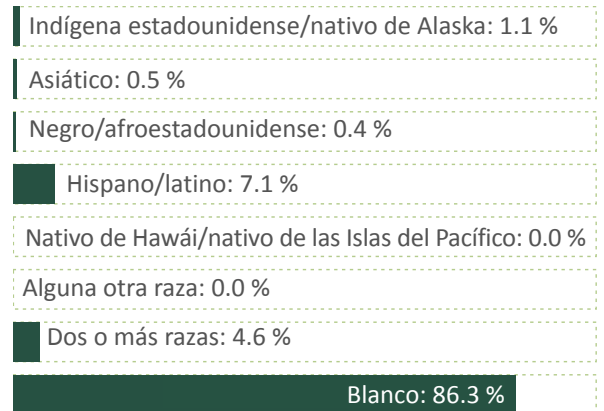 Indígena estadounidense/nativo de Alaska: 1.1 %
Asiático: 0.5 %
Negro/afroestadounidense: 0.4 %
Hispano/latino: 7.1 %
Nativo de Hawái/nativo de las Islas del Pacífico: 0.0 %
Alguna otra raza: 0.0 %
Dos o más razas: 4.6 %
Blanco: 86.3 %